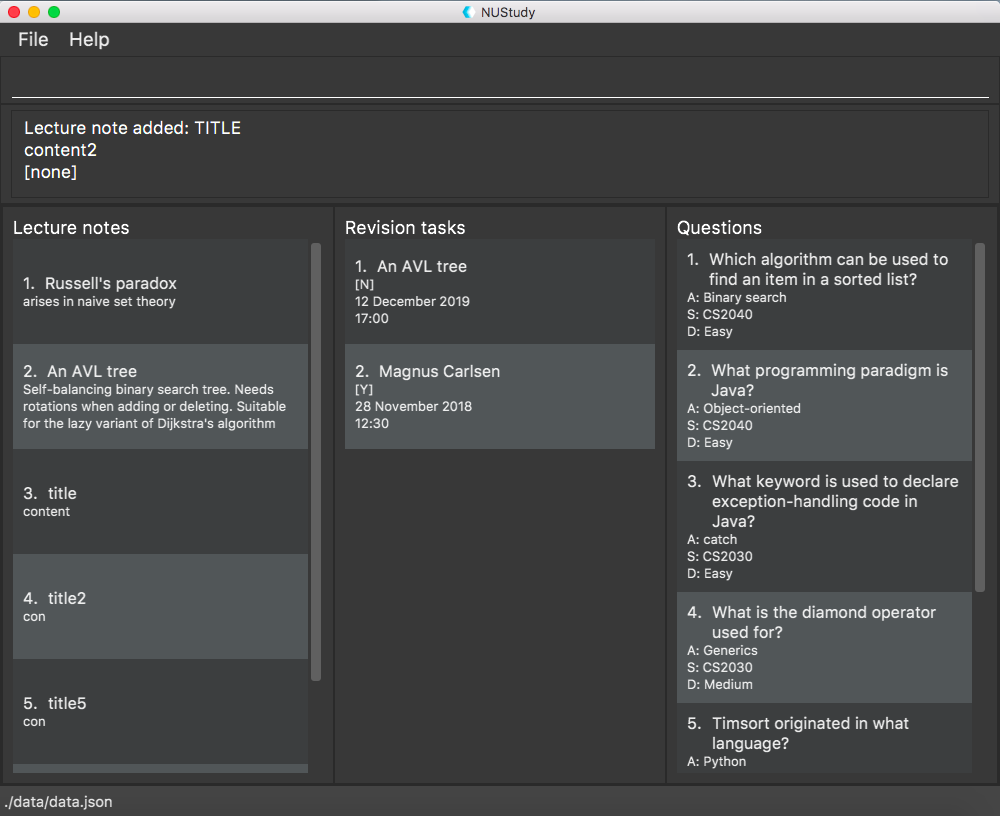 NUStudy
File Help
Lecture note added: TITLE
content2
[none]
Lecture notes
1. Russell's paradox
arises in naive set theory
2. An AVL tree
Self-balancing binary search tree. Needs
rotations when adding or deleting. Suitable
for the lazy variant of Dijkstra's algorithm
3. title
content
4. title2
con
5. title5
con
Revision tasks
1. An AVL tree
[N]
12 December 2019
17:00
2. Magnus Carlsen
[Y]
28 November 2018
12:30
Questions
1. Which algorithm can be used to
find an item in a sorted list?
A: Binary search
S: CS2040
D: Easy
2. What programming paradigm is
Java?
A: Object-oriented
S: CS2040
D: Easy
3. What keyword is used to declare
exception-handling code in
Java?
A: catch
S: CS2030
D: Easy
4. What is the diamond operator
used for?
A: Generics
S: CS2030
D: Medium
5. Timsort originated in what
language?
A: Python
./data/data.json